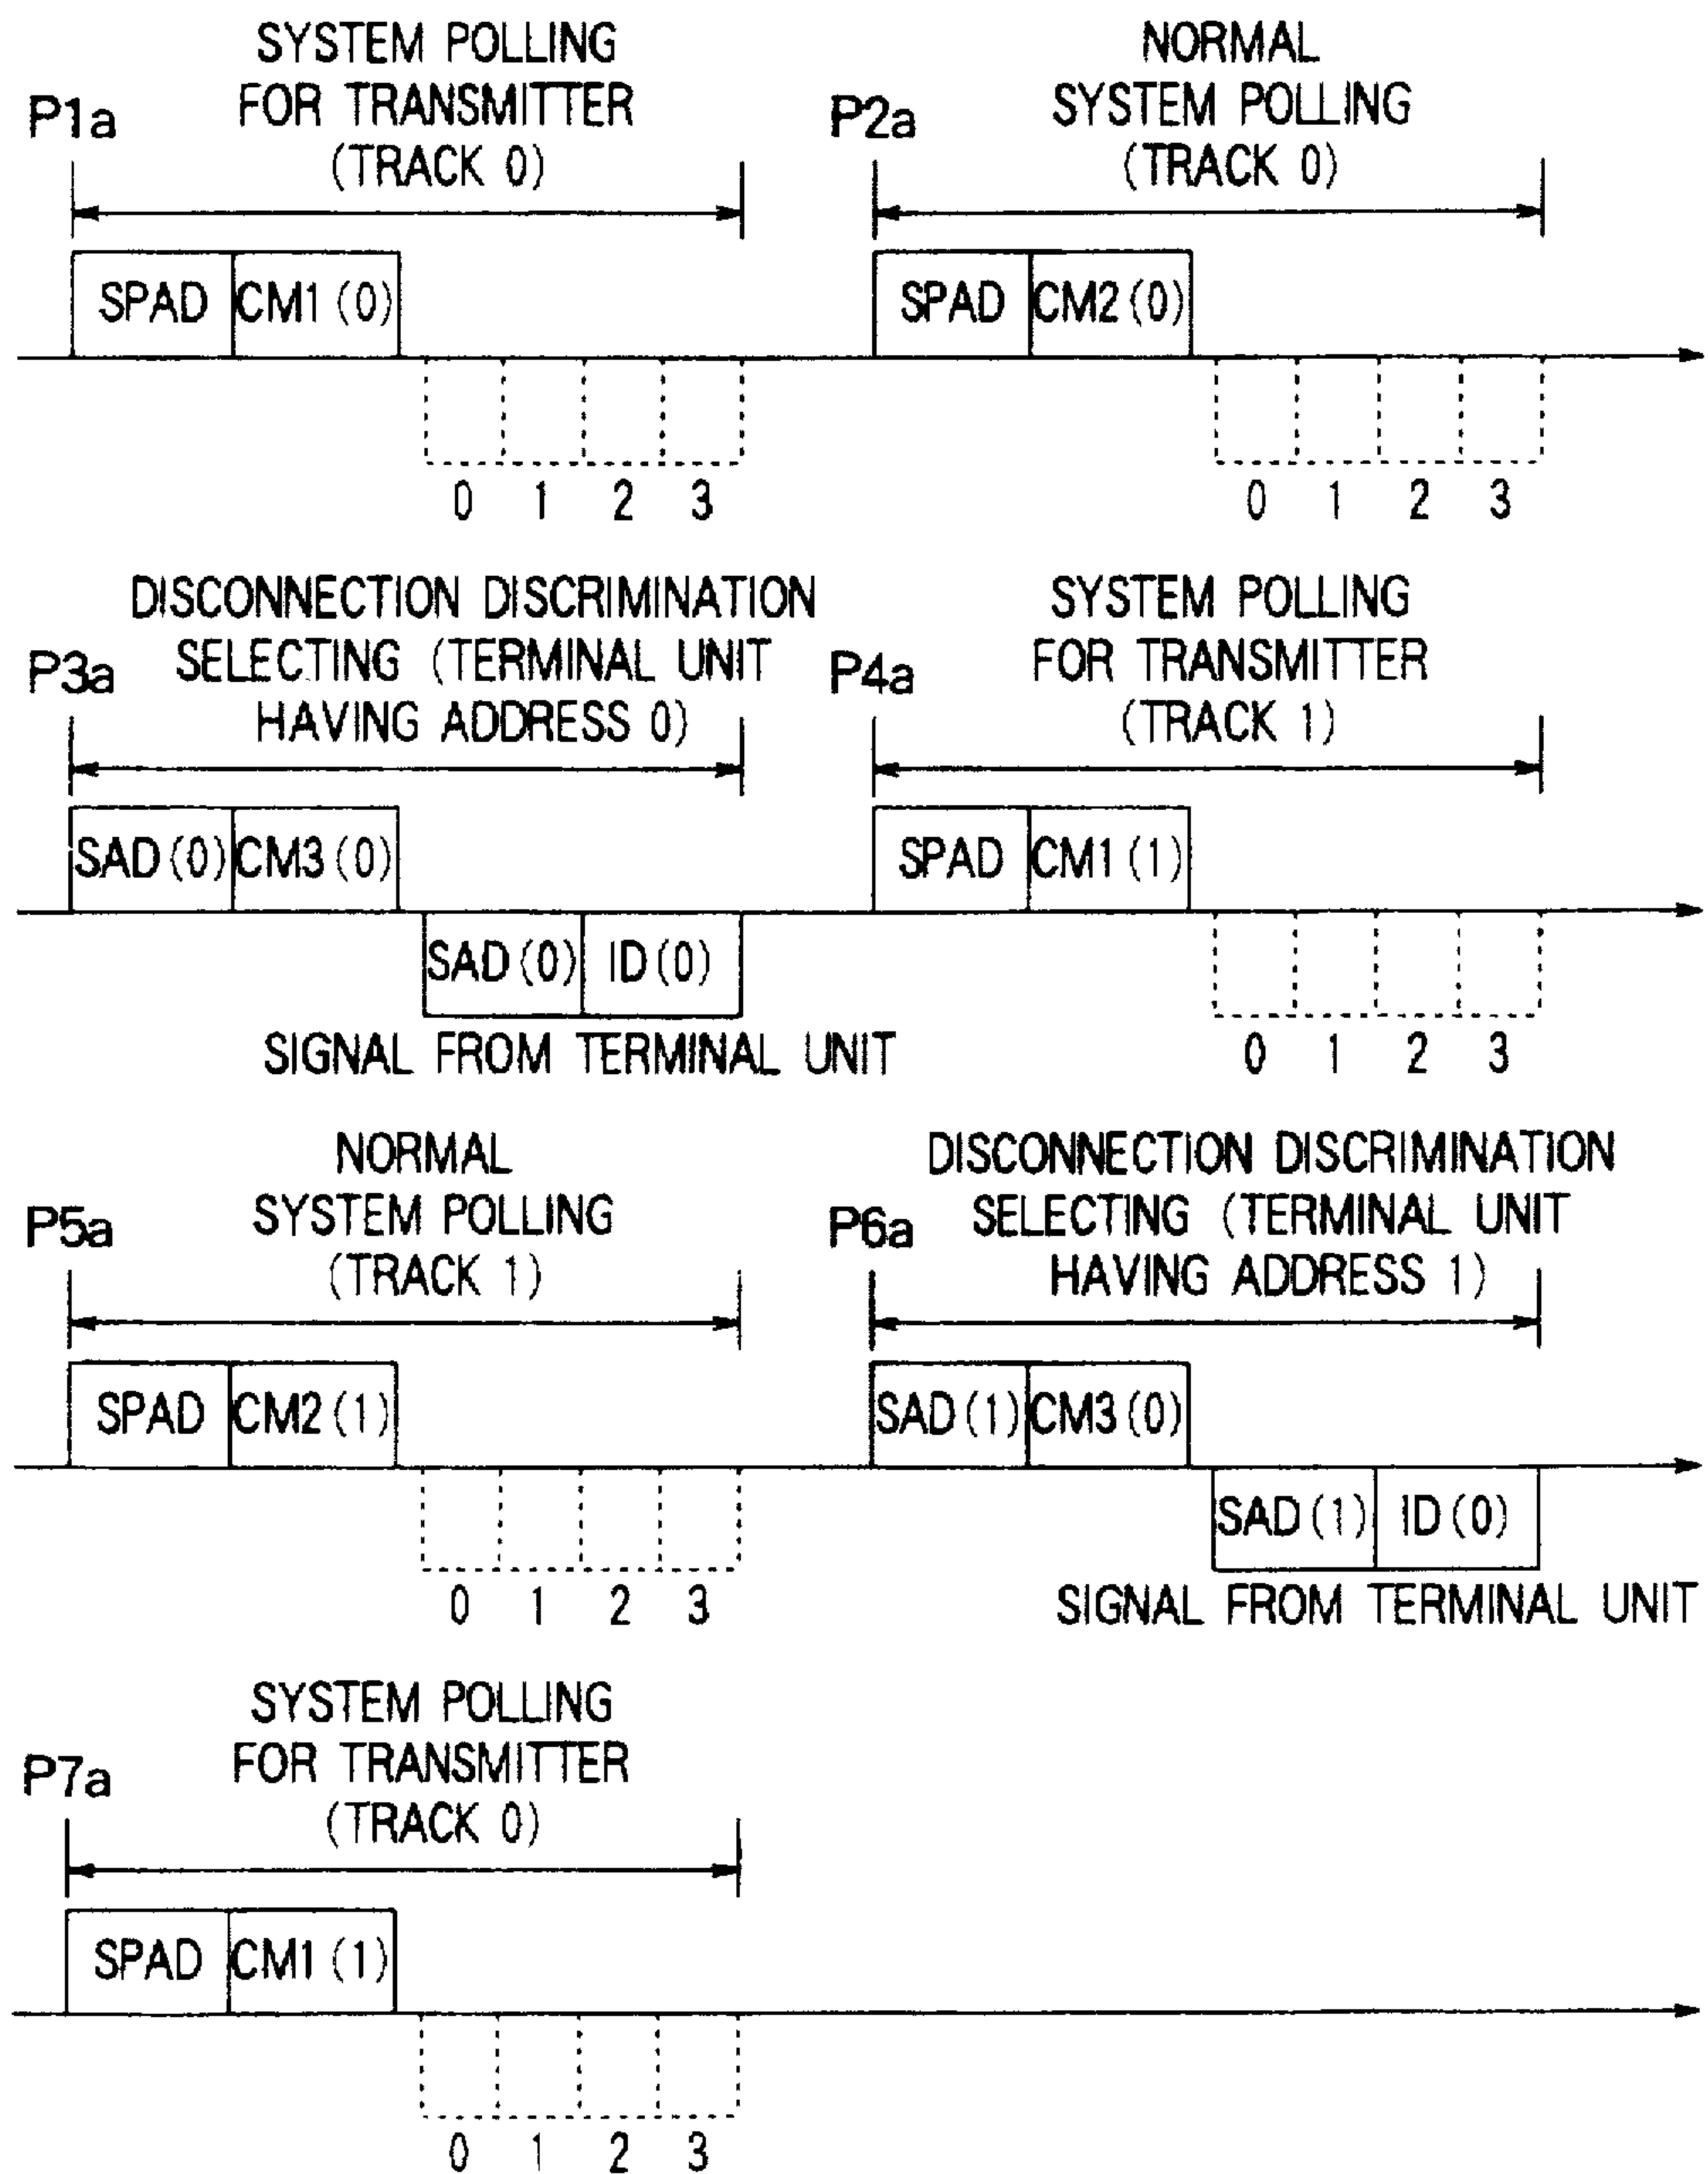 P1a
SYSTEM POLLING
FOR TRANSMITTER
(TRACK 0)
SPAD CM1(0)
0 1 2 3
P2a
NORMAL
SYSTEM POLLING
(TRACK 0)
SPAD CM2(0)
0 1 2 3
P3a
DISCONNECTION DISCRIMINATION
SELECTING (TERMINAL UNIT
HAVING ADDRESS 0)
SAD(0) CM3(0)
SAD(0) ID(0)
SIGNAL FROM TERMINAL UNIT
P4a
SYSTEM POLLING
FOR TRANSMITTER
(TRACK 1)
SPAD CM1(1)
0 1 2 3
P5a
NORMAL
SYSTEM POLLING
(TRACK 1)
SPAD CM2(1)
0 1 2 3
P6a
DISCONNECTION DISCRIMINATION
SELECTING (TERMINAL UNIT
HAVING ADDRESS 1)
SAD(1) CM3(0)
SAD(1) ID(0)
SIGNAL FROM TERMINAL UNIT
P7a
SYSTEM POLLING
FOR TRANSMITTER
(TRACK 0)
SPAD CM1(1)
0 1 2 3